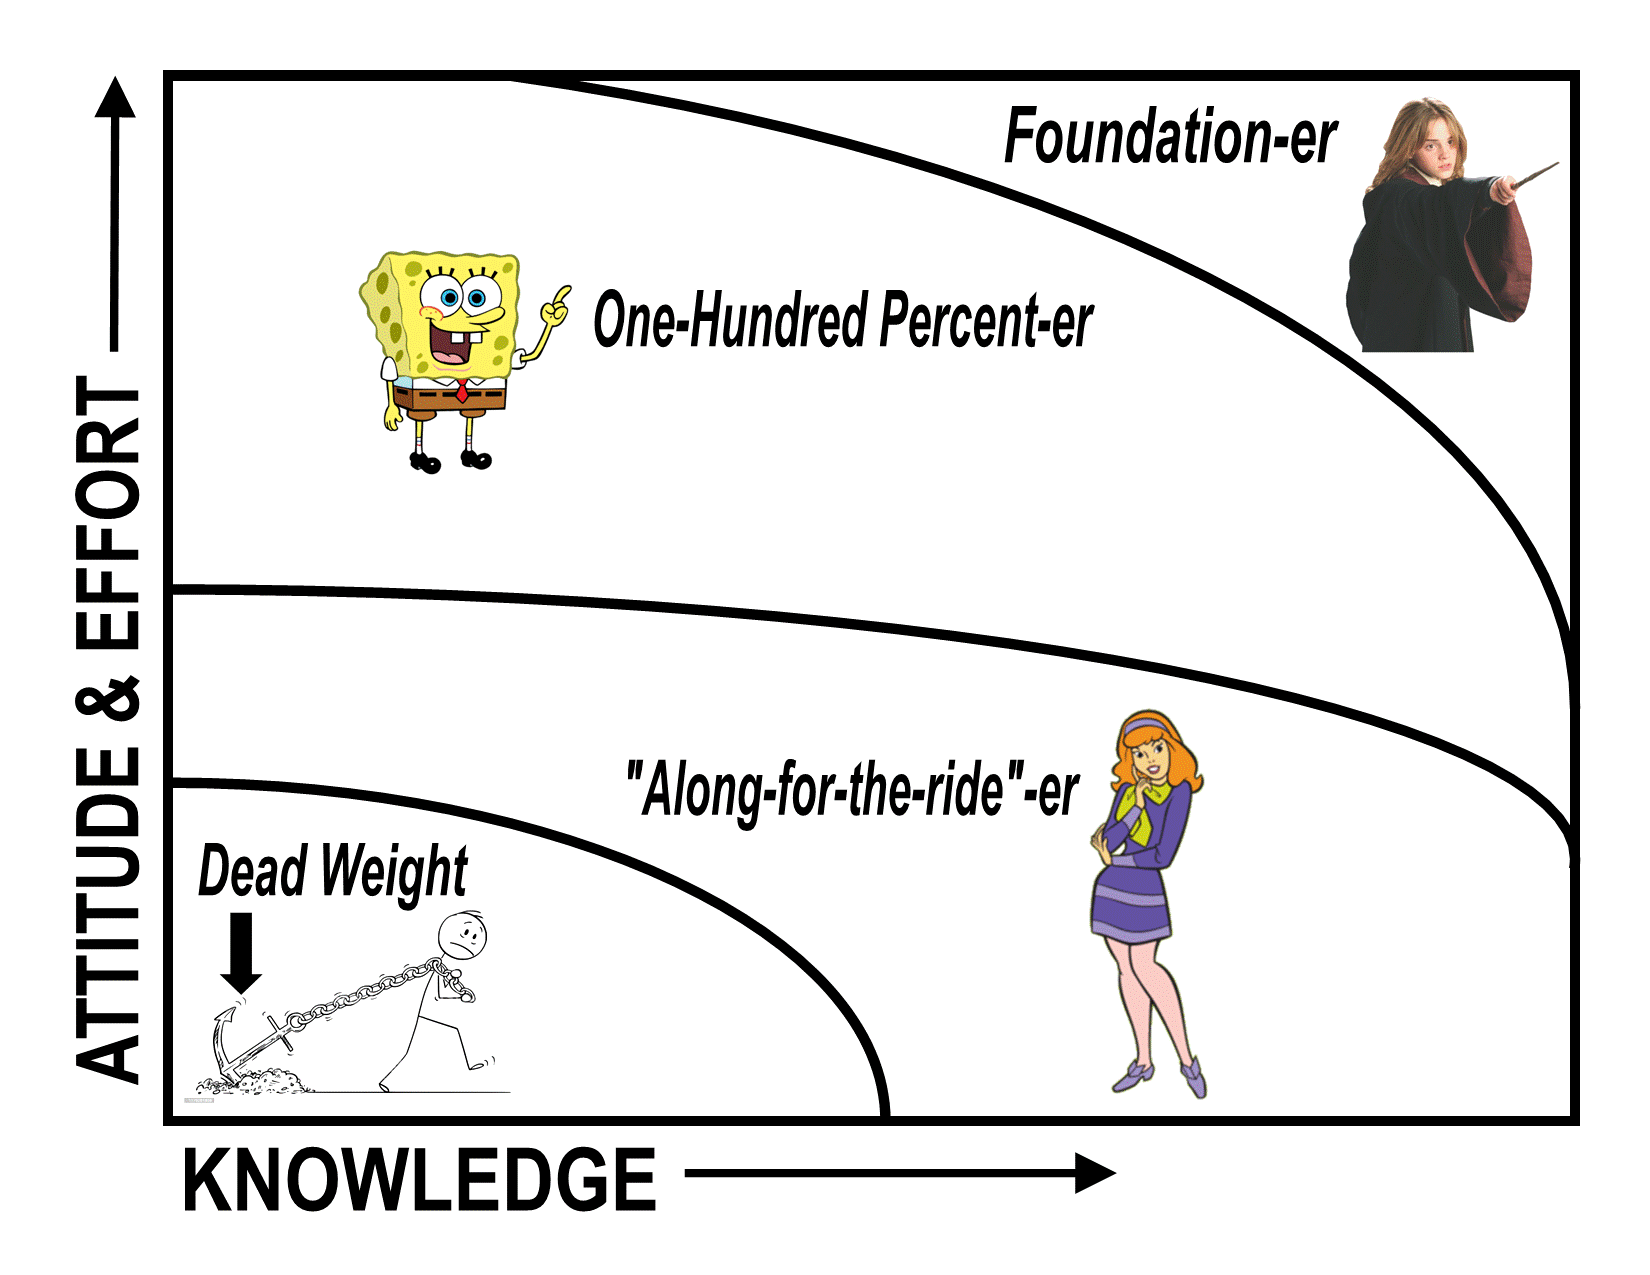 Foundation-er
One-Hundred Percent-er
"Along-for-the-ride"-er
Dead Weight
ATTITUDE & EFFORT
KNOWLEDGE